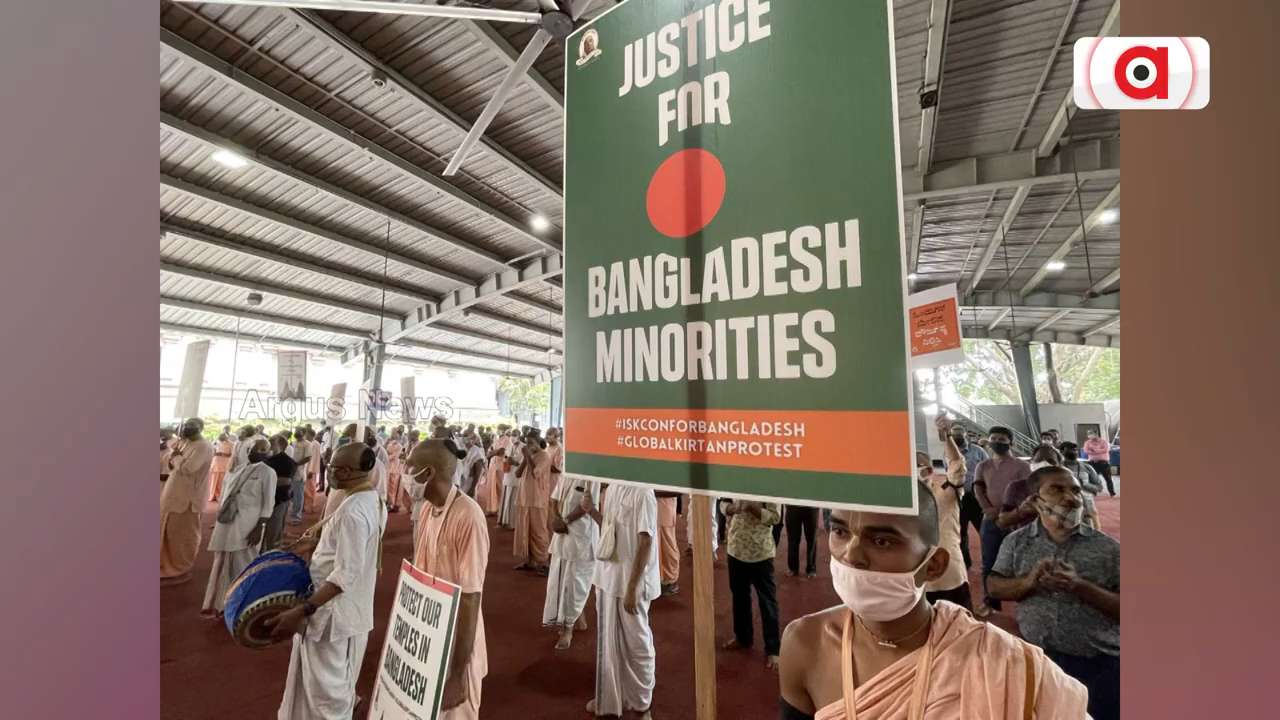 JUSTICE
FOR
BANGLADESH
MINORITIES
#ISKCONFORBANGLADESH
#GLOBALKIRTANPROTEST
PROTECT OUR
TEMPLES IN
BANGLADESH
Argus News
a